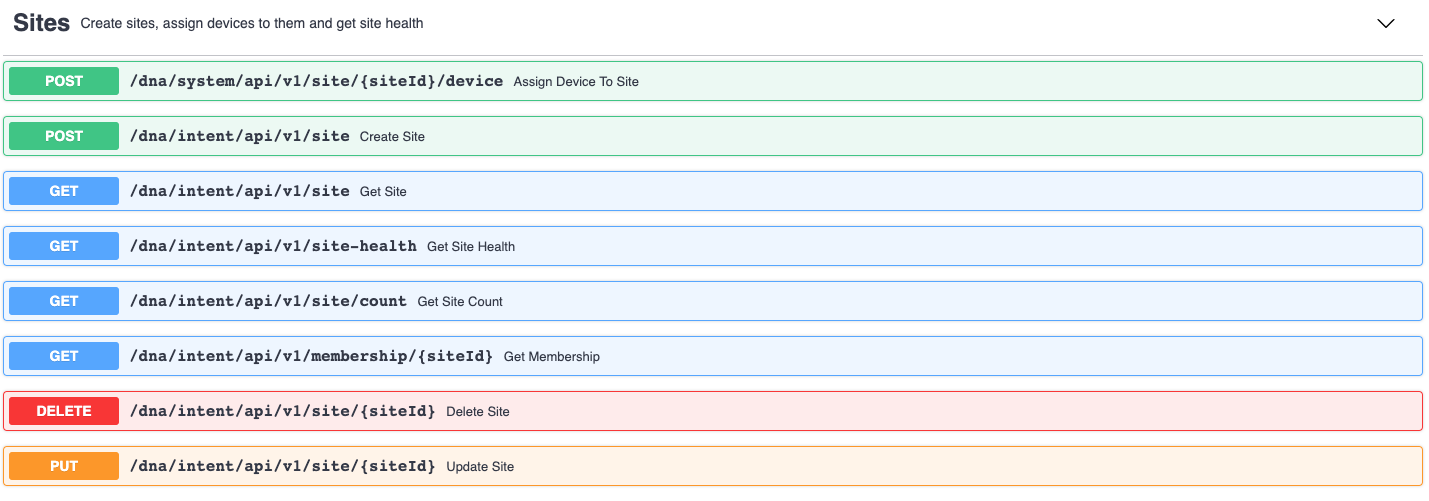 Sites Create sites, assign devices to them and get site health
POST /dna/system/api/v1/site/{siteId}/device Assign Device To Site
POST /dna/intent/api/v1/site Create Site
GET /dna/intent/api/v1/site Get Site
GET /dna/intent/api/v1/site-health Get Site Health
GET /dna/intent/api/v1/site/count Get Site Count
GET /dna/intent/api/v1/membership/{siteId} Get Membership
DELETE /dna/intent/api/v1/site/{siteId} Delete Site
PUT /dna/intent/api/v1/site/{siteId} Update Site